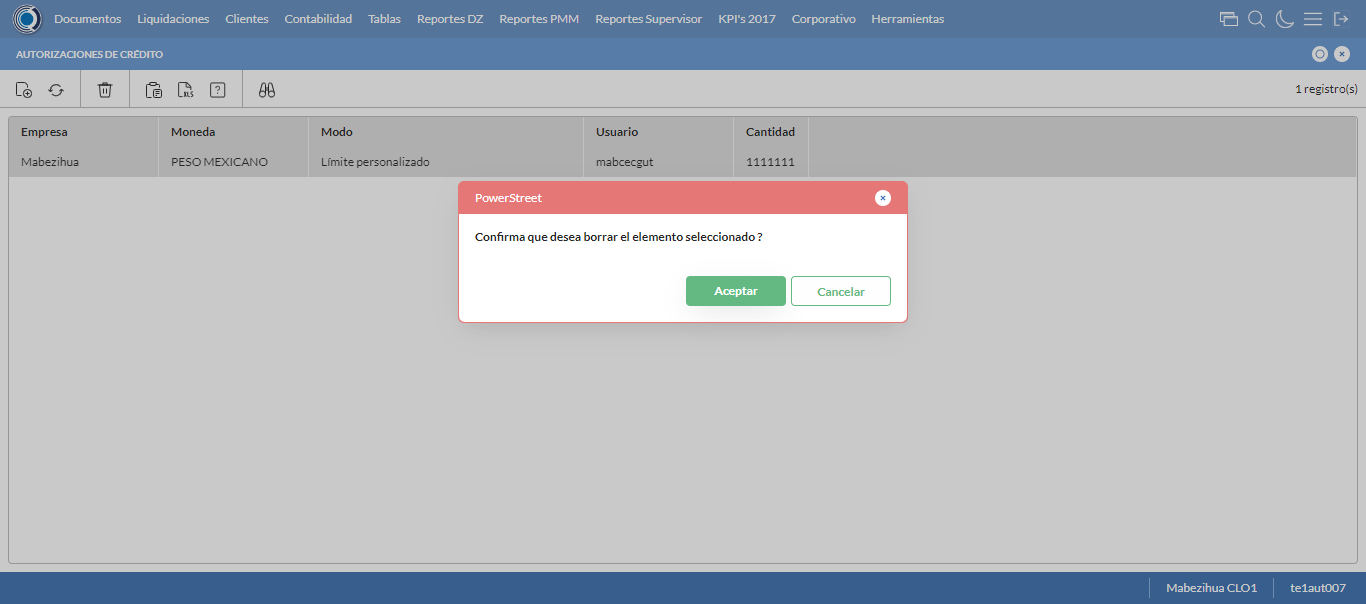 Documentos Liquidaciones Clientes Contabilidad Tablas Reportes DZ Reportes PMM Reportes Supervisor KPI's 2017 Corporativo Herramientas
AUTORIZACIONES DE CRÉDITO
XLS ? 1 registro(s)
Empresa Moneda Modo Usuario Cantidad
Mabezihua PESO MEXICANO Límite personalizado mabcecgut 1111111
PowerStreet
Confirma que desea borrar el elemento seleccionado ?
Aceptar Cancelar
Mabezihua CLO1 te1aut007